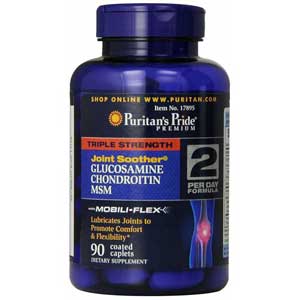 SHOP ONLINE WWW.PURITAN.COM
Item No. 17895
Puritan's Pride®
PREMIUM
TRIPLE STRENGTH
Joint Soother®
GLUCOSAMINE
CHONDROITIN
MSM
2
PER DAY
FORMULA
MOBILI-FLEX
Lubricates Joints to
Promote Comfort
& Flexibility*
90 coated
caplets
DIETARY SUPPLEMENT